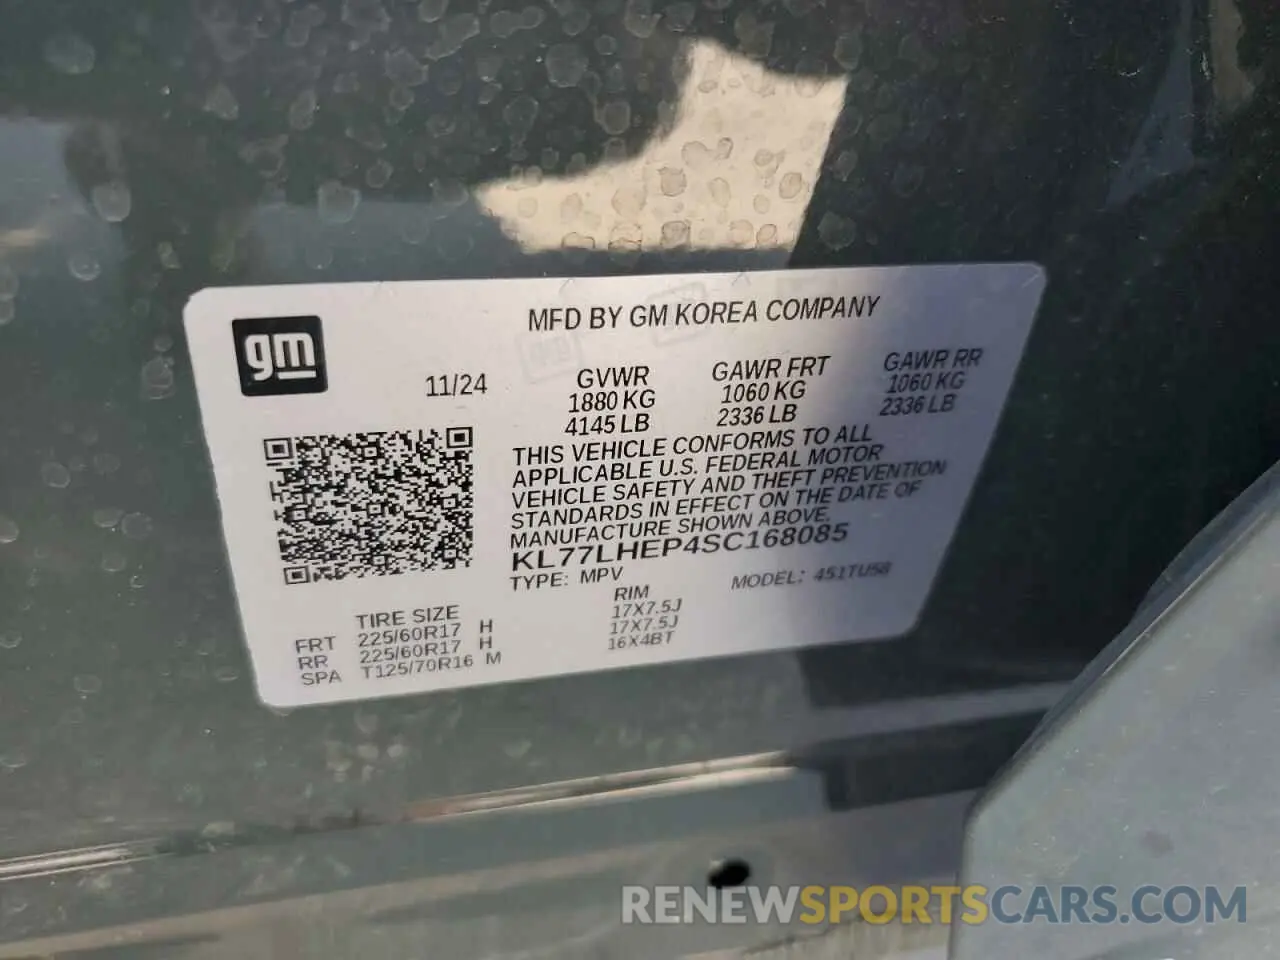 MFD BY GM KOREA COMPANY
gm
11/24
GVWR GAWR FRT GAWR RR
1880 KG 1060 KG 1060 KG
4145 LB 2336 LB 2336 LB
THIS VEHICLE CONFORMS TO ALL
APPLICABLE U.S. FEDERAL MOTOR
VEHICLE SAFETY AND THEFT PREVENTION
STANDARDS IN EFFECT ON THE DATE OF
MANUFACTURE SHOWN ABOVE.
KL77LHEP4SC168085
TYPE: MPV MODEL: 451TU58
TIRE SIZE RIM
FRT 225/60R17 H 17X7.5J
RR 225/60R17 H 17X7.5J
SPA T125/70R16 M 16X4BT
RENEWSPORTSCARS.COM